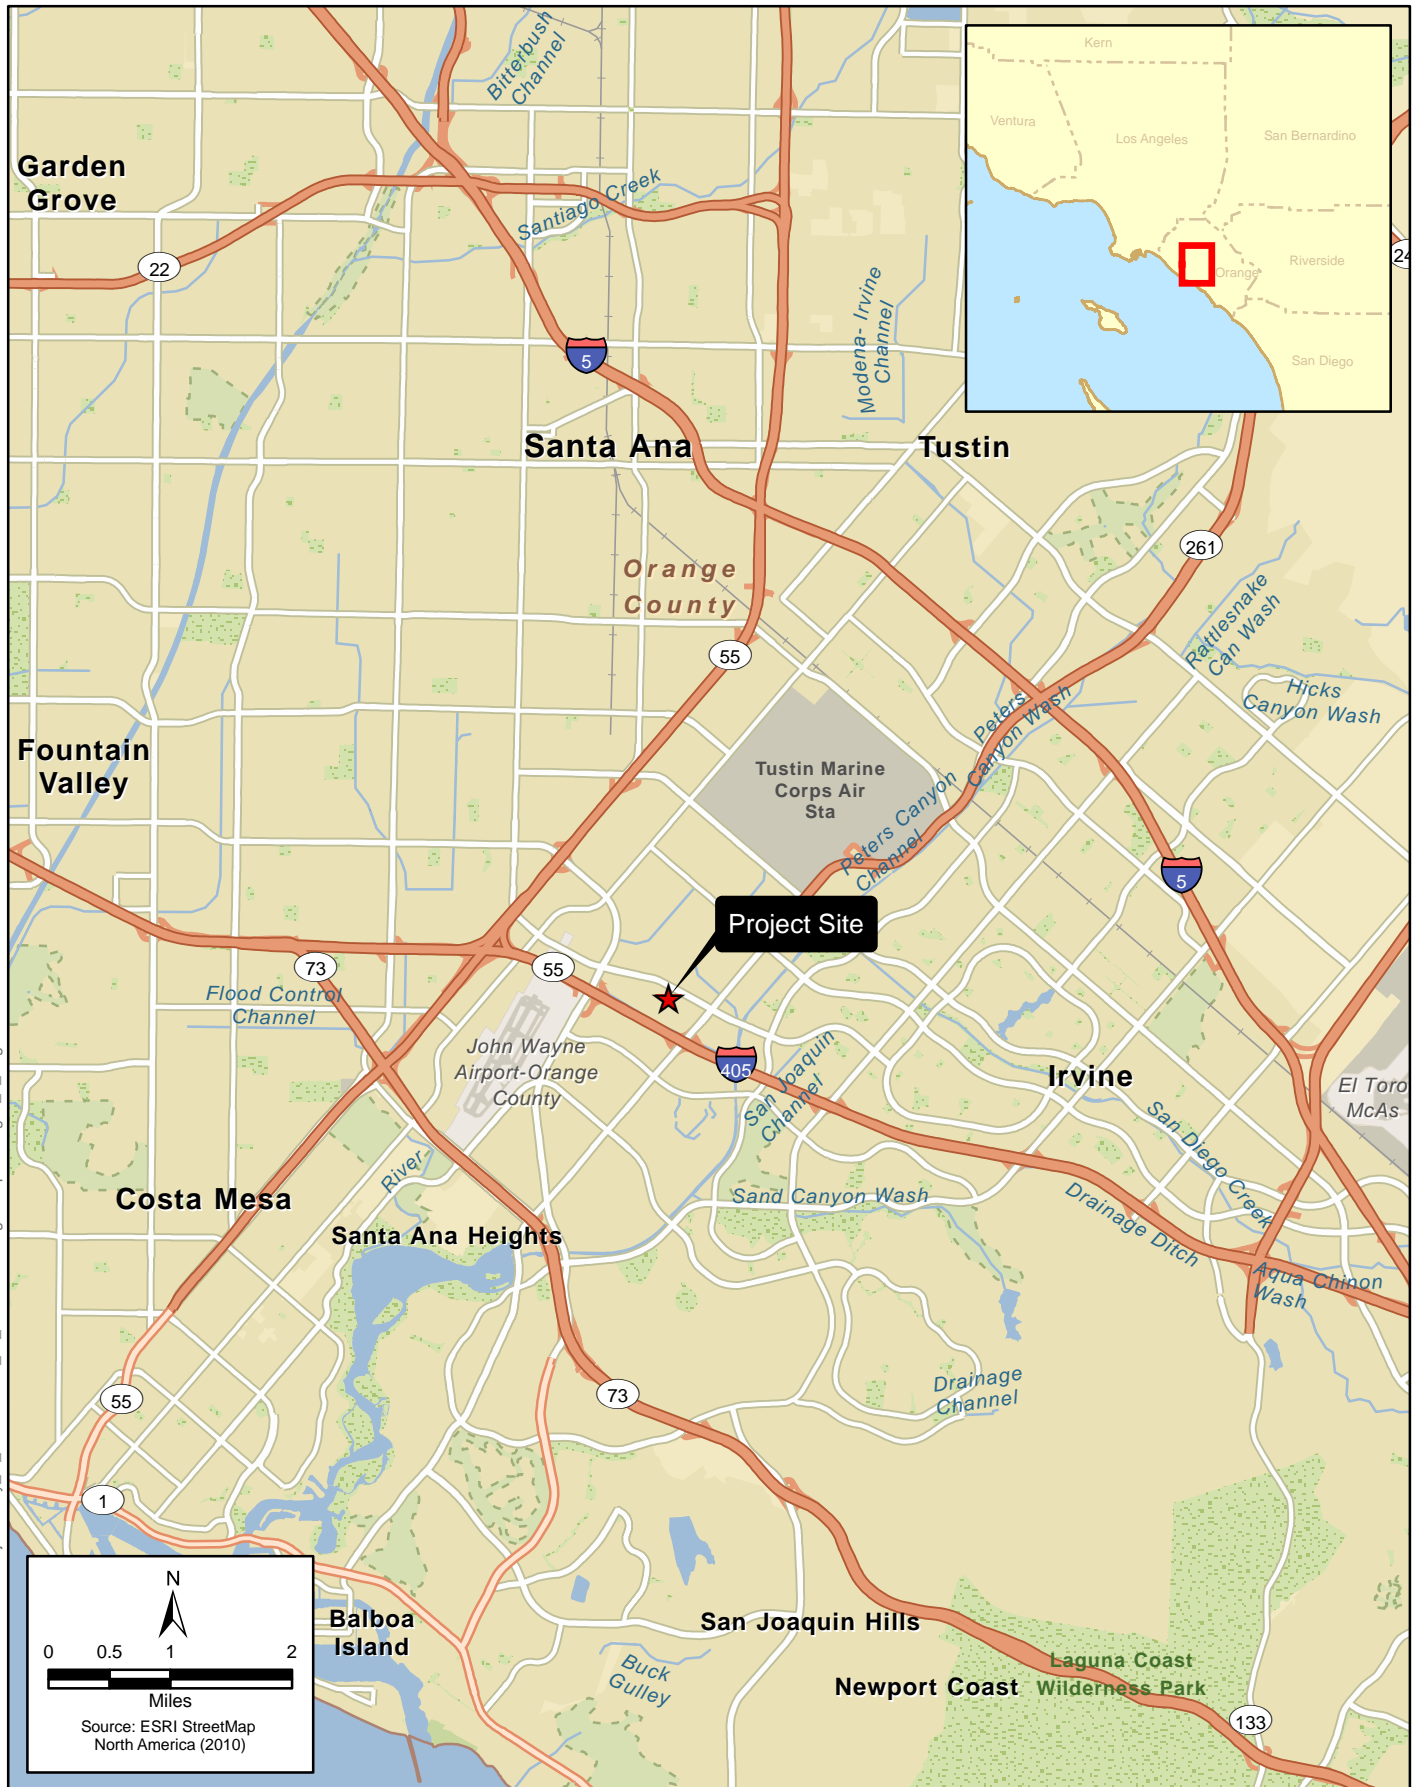 Bitterbush
Channel
Kern
Ventura
Los Angeles
San Bernardino
Orange
Riverside
San Diego
Garden
Grove
Santiago Creek
22
24
5
Modena- Irvine
Channel
Santa Ana
Tustin
261
Orange
County
55
Rattlesnake
Can Wash
Hicks
Canyon Wash
Peters
Canyon Wash
Fountain
Valley
Tustin Marine
Corps Air
Sta
Peters Canyon
Channel
5
Project Site
73
55
Flood Control
Channel
John Wayne
Airport-Orange
County
405
San Joaquin
Channel
Irvine
El Toro
McAs
San Diego Creek
River
Costa Mesa
Sand Canyon Wash
Drainage Ditch
Santa Ana Heights
Aqua Chinon
Wash
Drainage
Channel
55
73
1
N
0 0.5 1 2
Miles
Source: ESRI StreetMap
North America (2010)
Balboa
Island
San Joaquin Hills
Buck
Gulley
Newport Coast
Laguna Coast
Wilderness Park
133